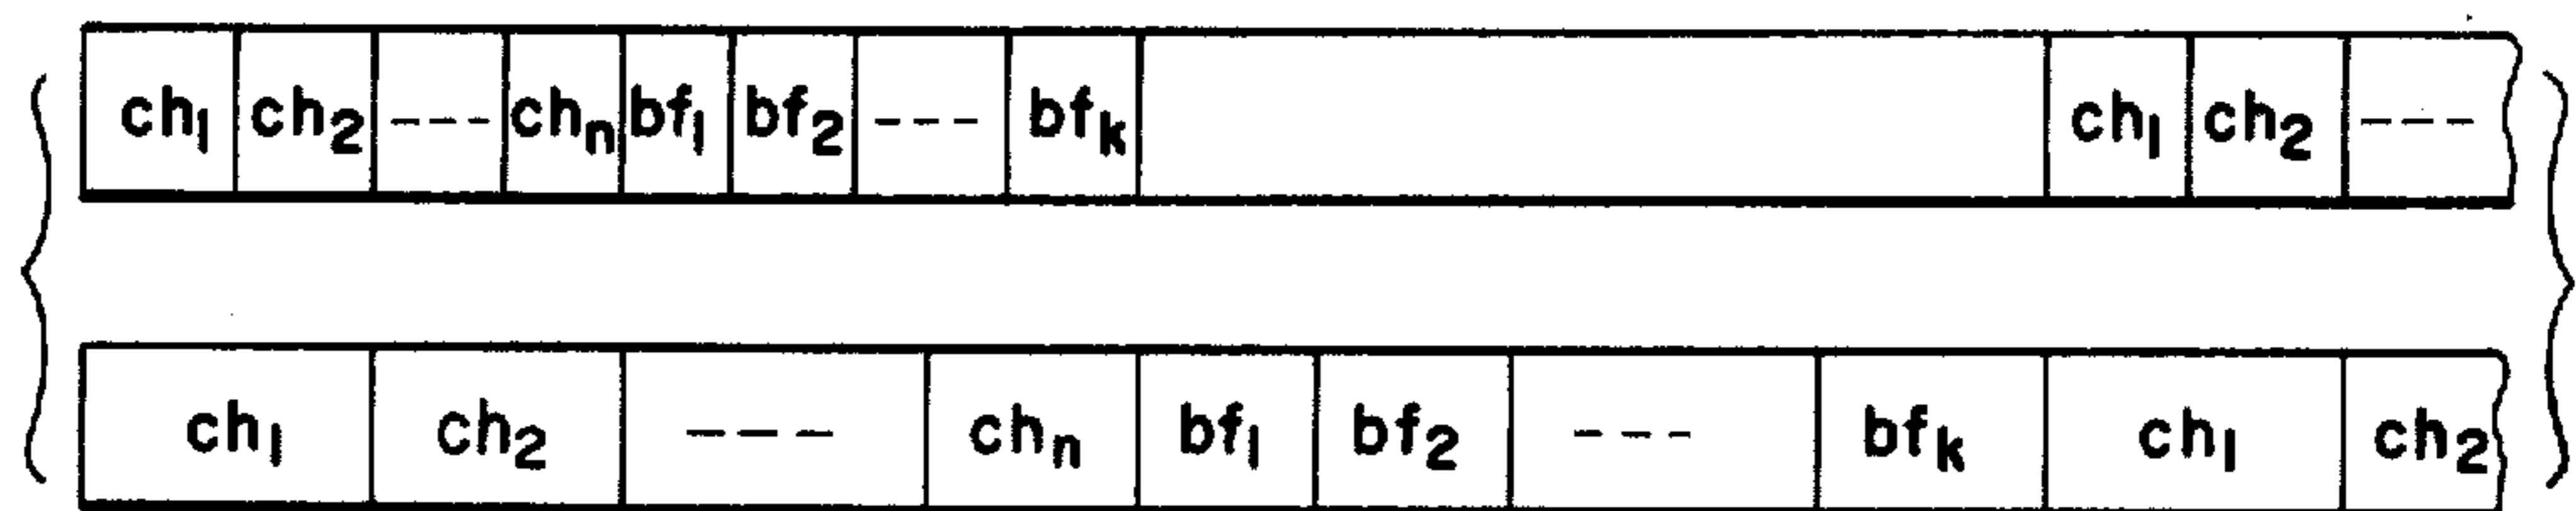 ch₁ ch₂ --- chₙ bf₁ bf₂ --- bfₖ ch₁ ch₂ ---
ch₁ ch₂ --- chₙ bf₁ bf₂ --- bfₖ ch₁ ch₂